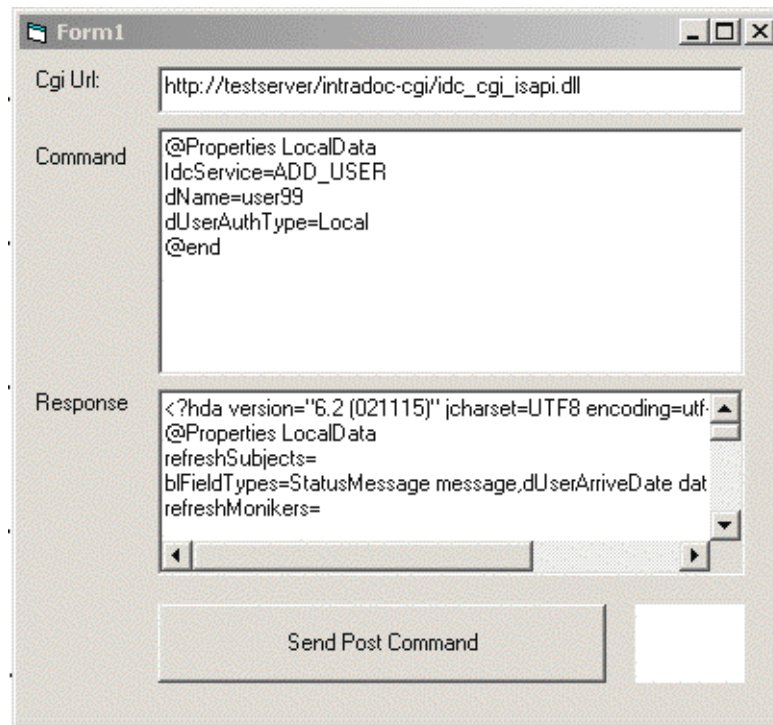 Form1
Cgi Url:
http://testserver/intradoc-cgi/idc_cgi_isapi.dll
Command
@Properties LocalData
IdcService=ADD_USER
dName=user99
dUserAuthType=Local
@end
Response
<?hda version="6.2 (021115)" jcharset=UTF8 encoding=utf-
@Properties LocalData
refreshSubjects=
blFieldTypes=StatusMessage message,dUserArriveDate dat
refreshMonikers=
Send Post Command